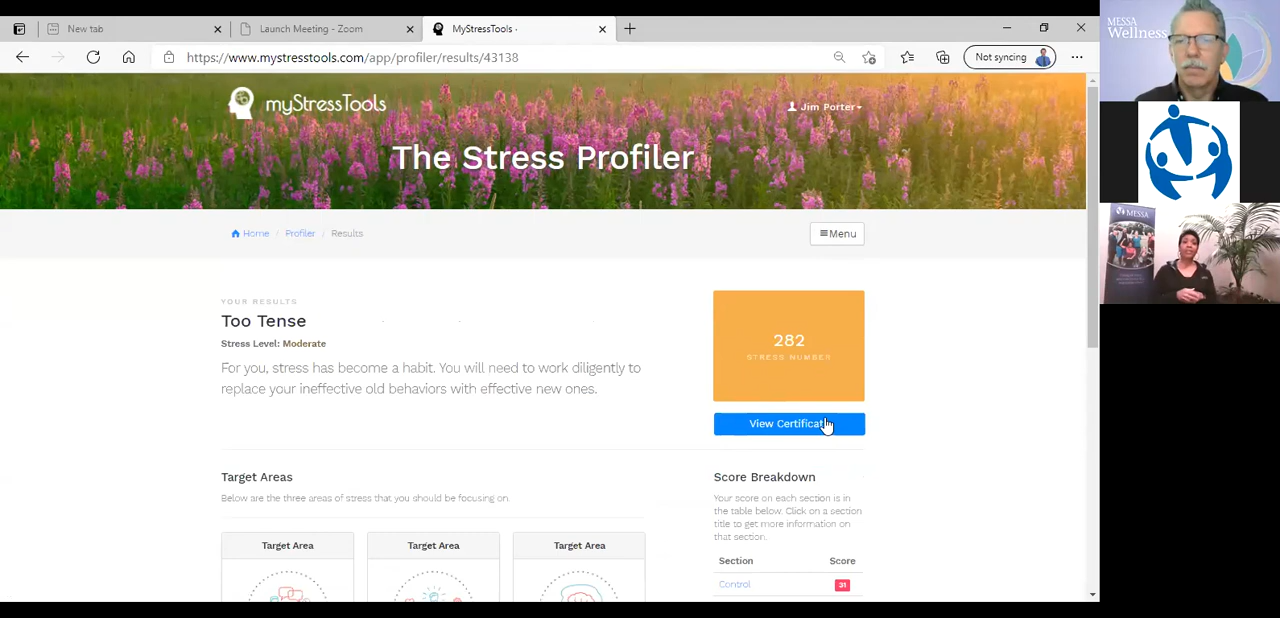 New tab
Launch Meeting - Zoom
MyStressTools -
https://www.mystresstools.com/app/profiler/results/43138
Not syncing
myStressTools
Jim Porter
The Stress Profiler
Home / Profiler / Results
Menu
YOUR RESULTS
Too Tense
Stress Level: Moderate
For you, stress has become a habit. You will need to work diligently to
replace your ineffective old behaviors with effective new ones.
282
STRESS NUMBER
View Certificate
Target Areas
Below are the three areas of stress that you should be focusing on.
Target Area
Target Area
Target Area
Score Breakdown
Your score on each section is in
the table below. Click on a section
title to get more information on
that section.
Section Score
Control 31
MESSA
Wellness
MESSA